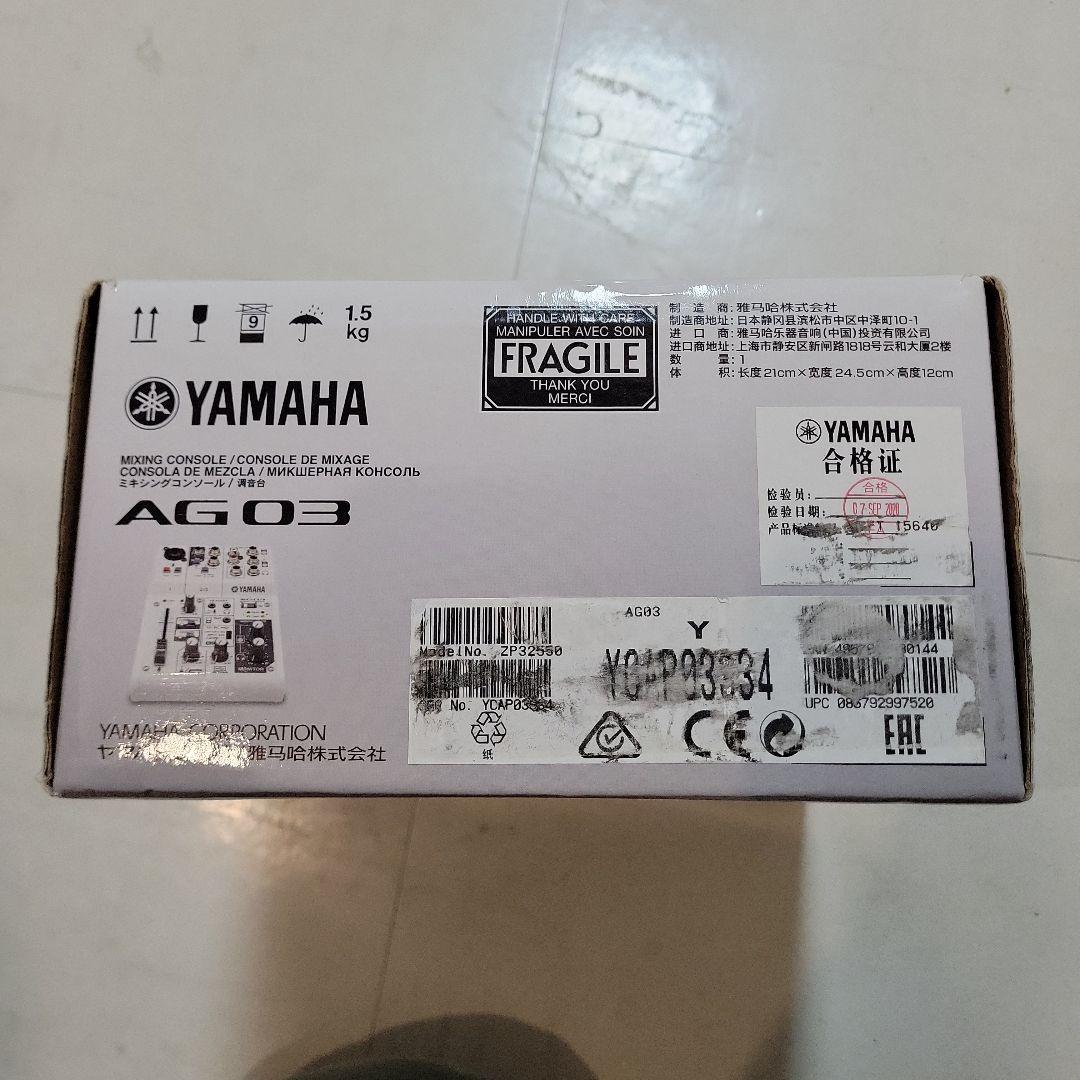 9
1.5
kg
YAMAHA
MIXING CONSOLE / CONSOLE DE MIXAGE
CONSOLA DE MEZCLA / МИКШЕРНАЯ КОНСОЛЬ
ミキシングコンソール / 调音台
AG03
YAMAHA
YAMAHA CORPORATION
雅马哈株式会社
HANDLE WITH CARE
MANIPULER AVEC SOIN
FRAGILE
THANK YOU
MERCI
制 造 商: 雅马哈株式会社
制造商地址: 日本静冈县滨松市中区中泽町10-1
进 口 商: 雅马哈乐器音响(中国)投资有限公司
进口商地址: 上海市静安区新闸路1818号云和大厦2楼
数 量: 1
体 积: 长度21cm×宽度24.5cm×高度12cm
YAMAHA
合格证
检验员:
合格
检验日期:
07 SEP 2020
15640
AG03
Y
Model No. ZP32550
UPC 086792997520
纸
CE
EAC